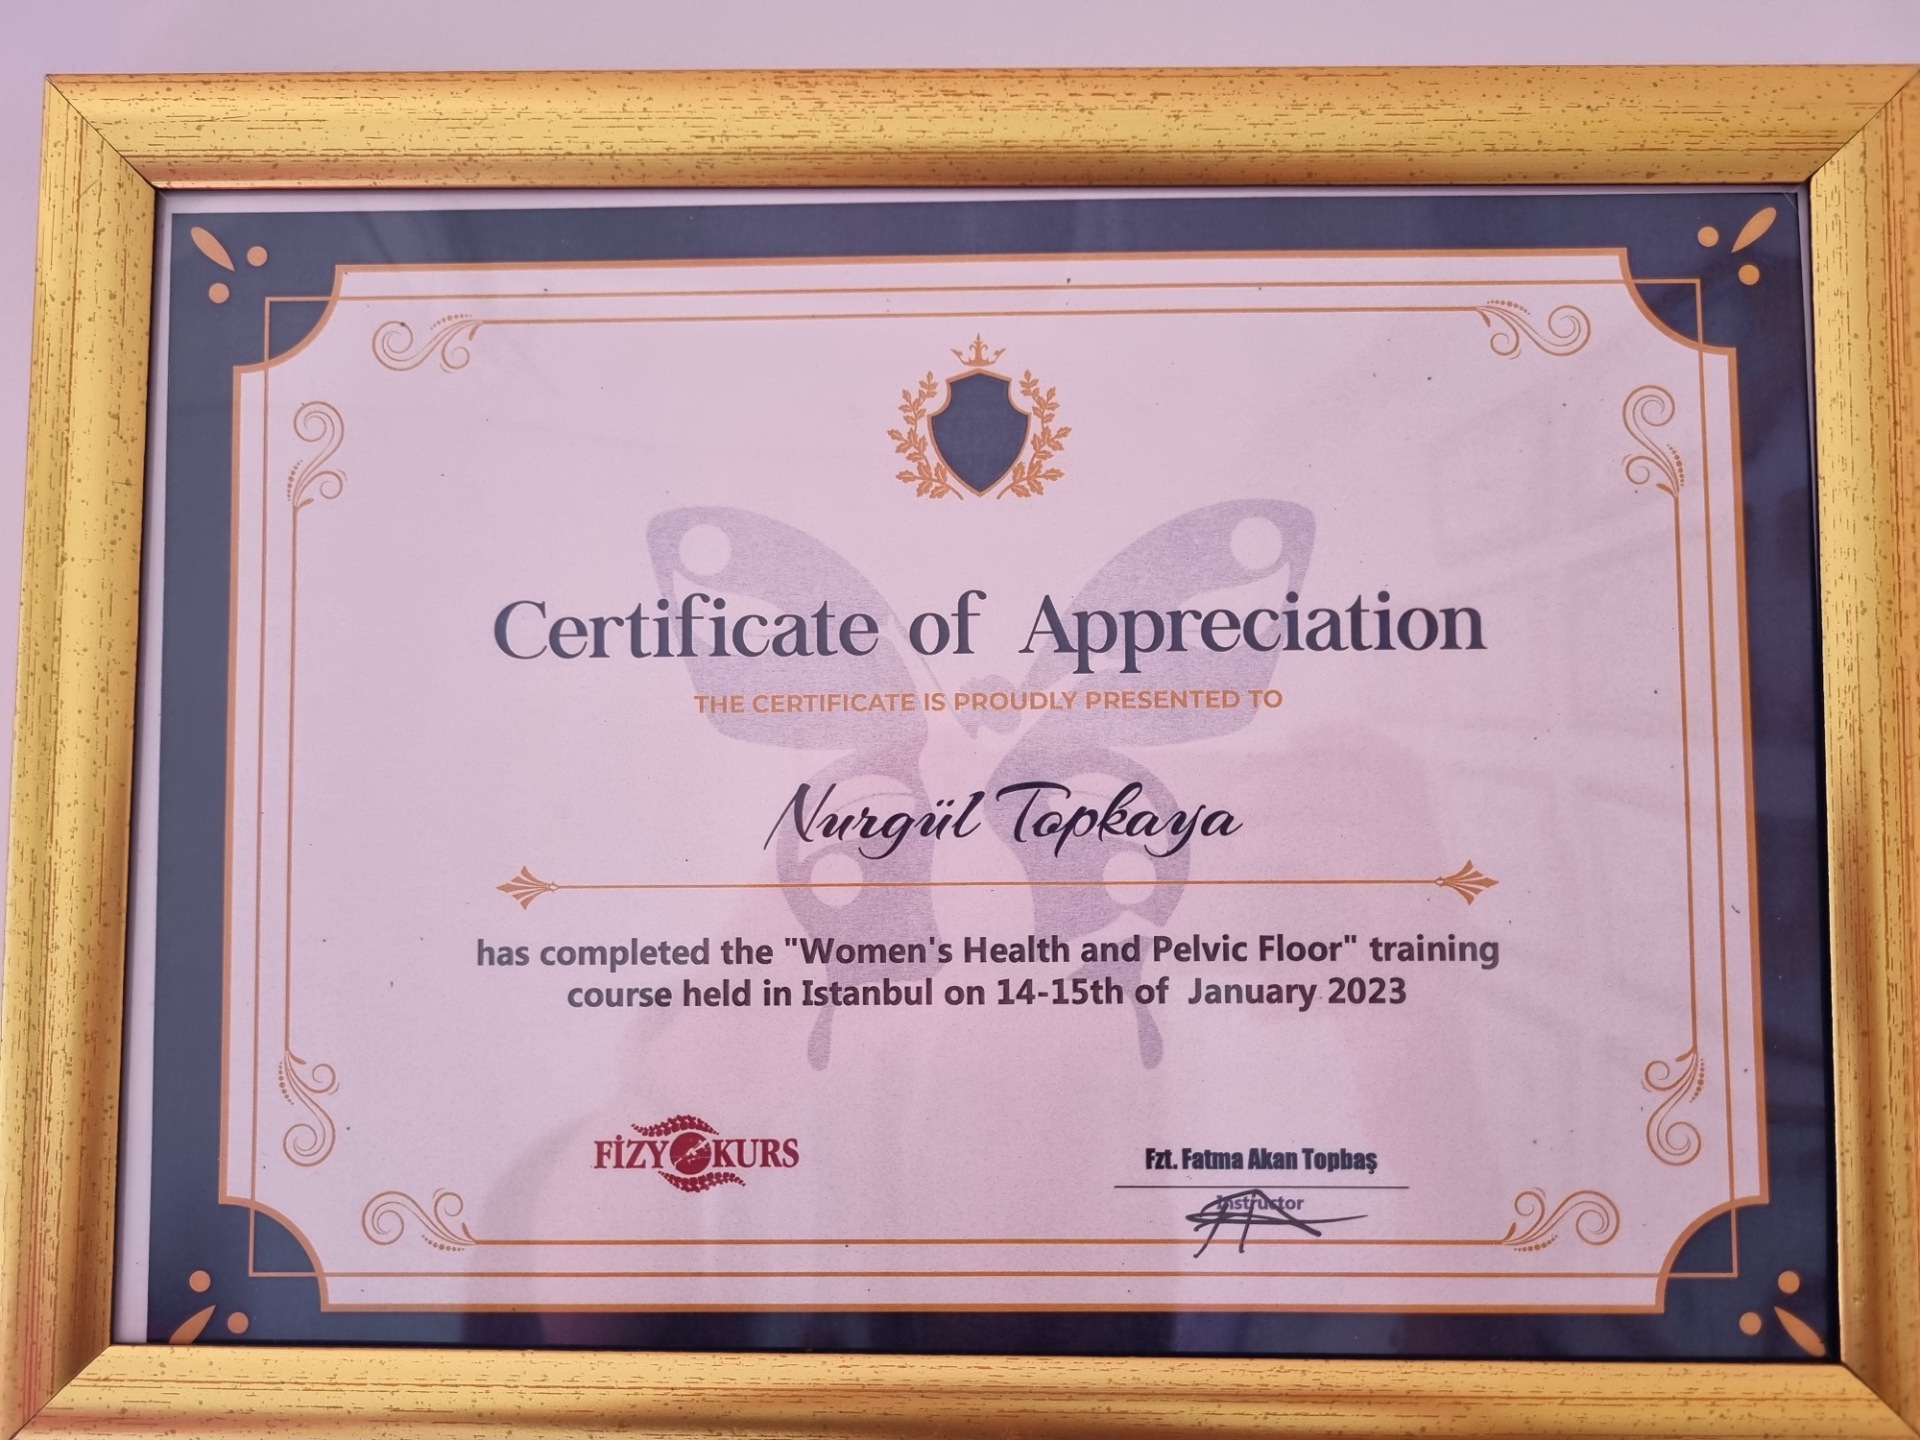 Certificate of Appreciation
THE CERTIFICATE IS PROUDLY PRESENTED TO
Nurgül Topkaya
has completed the "Women's Health and Pelvic Floor" training
course held in Istanbul on 14-15th of January 2023
FİZYOKURS
Fzt. Fatma Akan Topbaş
Instructor